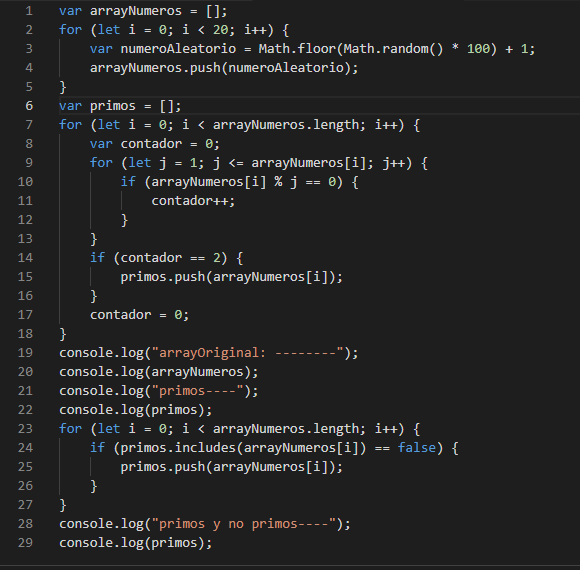 1 var arrayNumeros = [];
2 for (let i = 0; i < 20; i++) {
3     var numeroAleatorio = Math.floor(Math.random() * 100) + 1;
4     arrayNumeros.push(numeroAleatorio);
5 }
6 var primos = [];
7 for (let i = 0; i < arrayNumeros.length; i++) {
8     var contador = 0;
9     for (let j = 1; j <= arrayNumeros[i]; j++) {
10         if (arrayNumeros[i] % j == 0) {
11             contador++;
12         }
13     }
14     if (contador == 2) {
15         primos.push(arrayNumeros[i]);
16     }
17     contador = 0;
18 }
19 console.log("arrayOriginal: --------");
20 console.log(arrayNumeros);
21 console.log("primos----");
22 console.log(primos);
23 for (let i = 0; i < arrayNumeros.length; i++) {
24     if (primos.includes(arrayNumeros[i]) == false) {
25         primos.push(arrayNumeros[i]);
26     }
27 }
28 console.log("primos y no primos----");
29 console.log(primos);